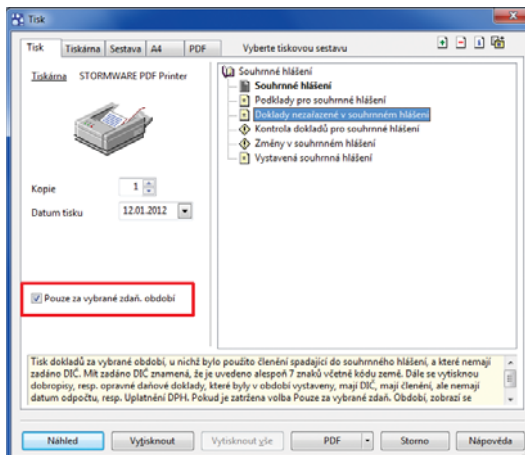 Tisk
Tisk Tiskárna Sestava A4 PDF Vyberte tiskovou sestavu
Tiskárna STORMWARE PDF Printer
Souhrnné hlášení
Souhrnné hlášení
Podklady pro souhrnné hlášení
Doklady nezařazené v souhrnném hlášení
Kontrola dokladů pro souhrnné hlášení
Změny v souhrnném hlášení
Vystavená souhrnná hlášení
Kopie 1
Datum tisku 12.01.2012
Pouze za vybrané zdaň. období
Tisk dokladů za vybrané období, u nichž bylo použito členění spadající do souhrnného hlášení, a které nemají
zadáno DIČ. Mít zadáno DIČ znamená, že je uvedeno alespoň 7 znaků včetně kódu země. Dále se vytisknou
dobropisy, resp. opravné daňové doklady, které byly v období vystaveny, mají DIČ, mají členění, ale nemají
datum odpočtu, resp. Uplatnění DPH. Pokud je zatržena volba Pouze za vybrané zdaň. Období, zobrazí se
Náhled Vytisknout Vytisknout vše PDF Storno Nápověda